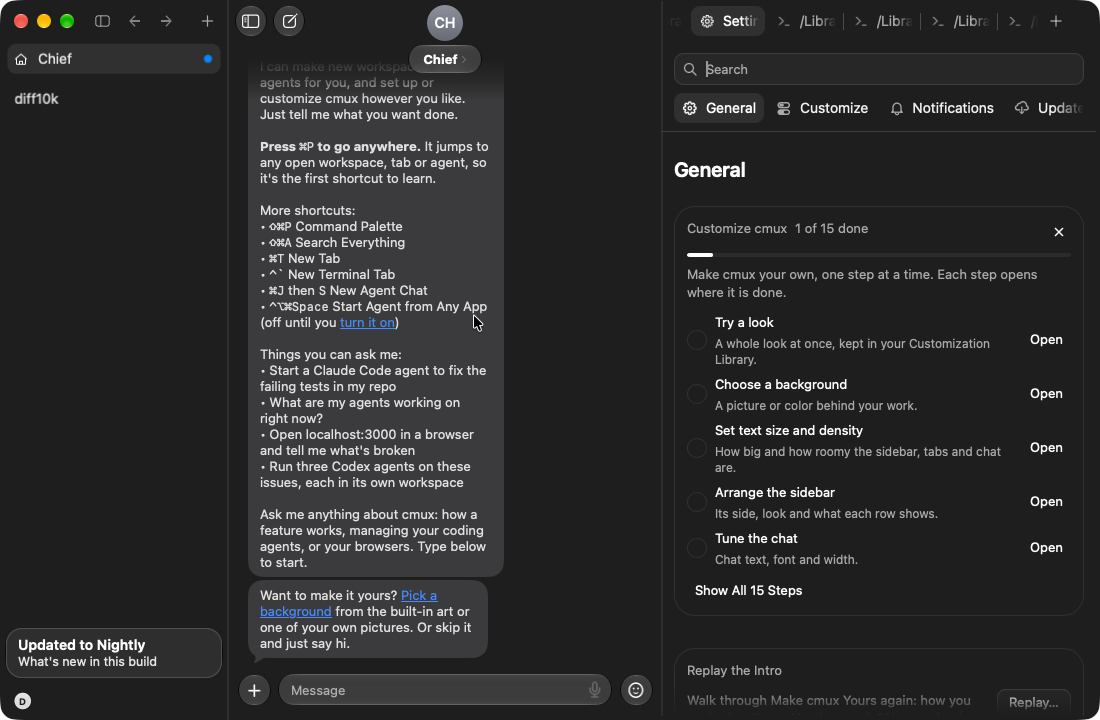 Chief
diff10k
Updated to Nightly
What's new in this build
D
CH
Chief
I can make new
agents for you, and set up or
customize cmux however you like.
Just tell me what you want done.
Press ⌘P to go anywhere. It jumps to
any open workspace, tab or agent, so
it's the first shortcut to learn.
More shortcuts:
• ⇧⌘P Command Palette
• ⇧⌘A Search Everything
• ⌘T New Tab
• ^` New Terminal Tab
• ⌘J then S New Agent Chat
• ^⌥⌘Space Start Agent from Any App
(off until you turn it on)
Things you can ask me:
• Start a Claude Code agent to fix the
failing tests in my repo
• What are my agents working on
right now?
• Open localhost:3000 in a browser
and tell me what's broken
• Run three Codex agents on these
issues, each in its own workspace
Ask me anything about cmux: how a
feature works, managing your coding
agents, or your browsers. Type below
to start.
Want to make it yours? Pick a
background from the built-in art or
one of your own pictures. Or skip it
and just say hi.
Message
Settin /Libra /Libra /Libra /
Search
General Customize Notifications Update
General
Customize cmux 1 of 15 done
Make cmux your own, one step at a time. Each step opens
where it is done.
Try a look
A whole look at once, kept in your Customization
Library.
Open
Choose a background
A picture or color behind your work.
Open
Set text size and density
How big and how roomy the sidebar, tabs and chat
are.
Open
Arrange the sidebar
Its side, look and what each row shows.
Open
Tune the chat
Chat text, font and width.
Open
Show All 15 Steps
Replay the Intro
Walk through Make cmux Yours again: how you
Replay...